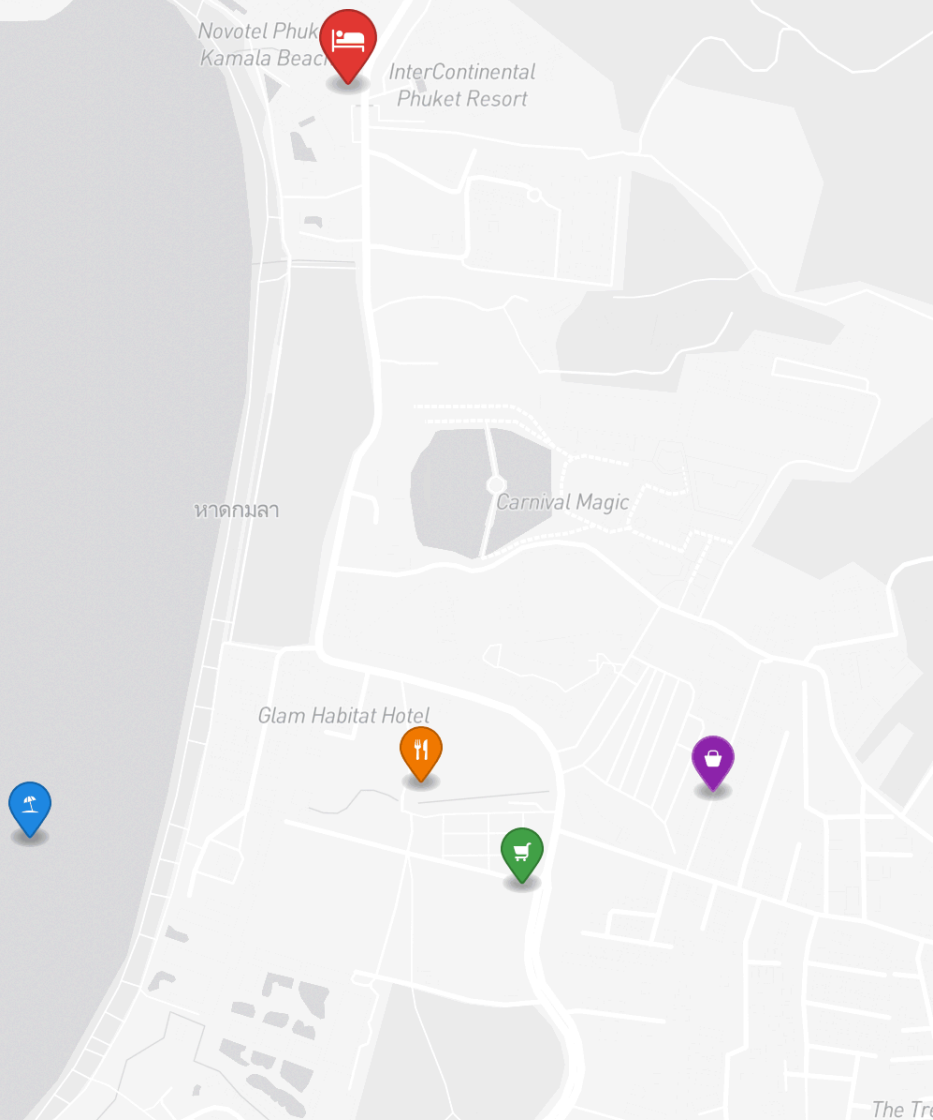 Novotel Phuk
Kamala Beac
InterContinental
Phuket Resort
หาดกมลา
Carnival Magic
Glam Habitat Hotel
The Tre